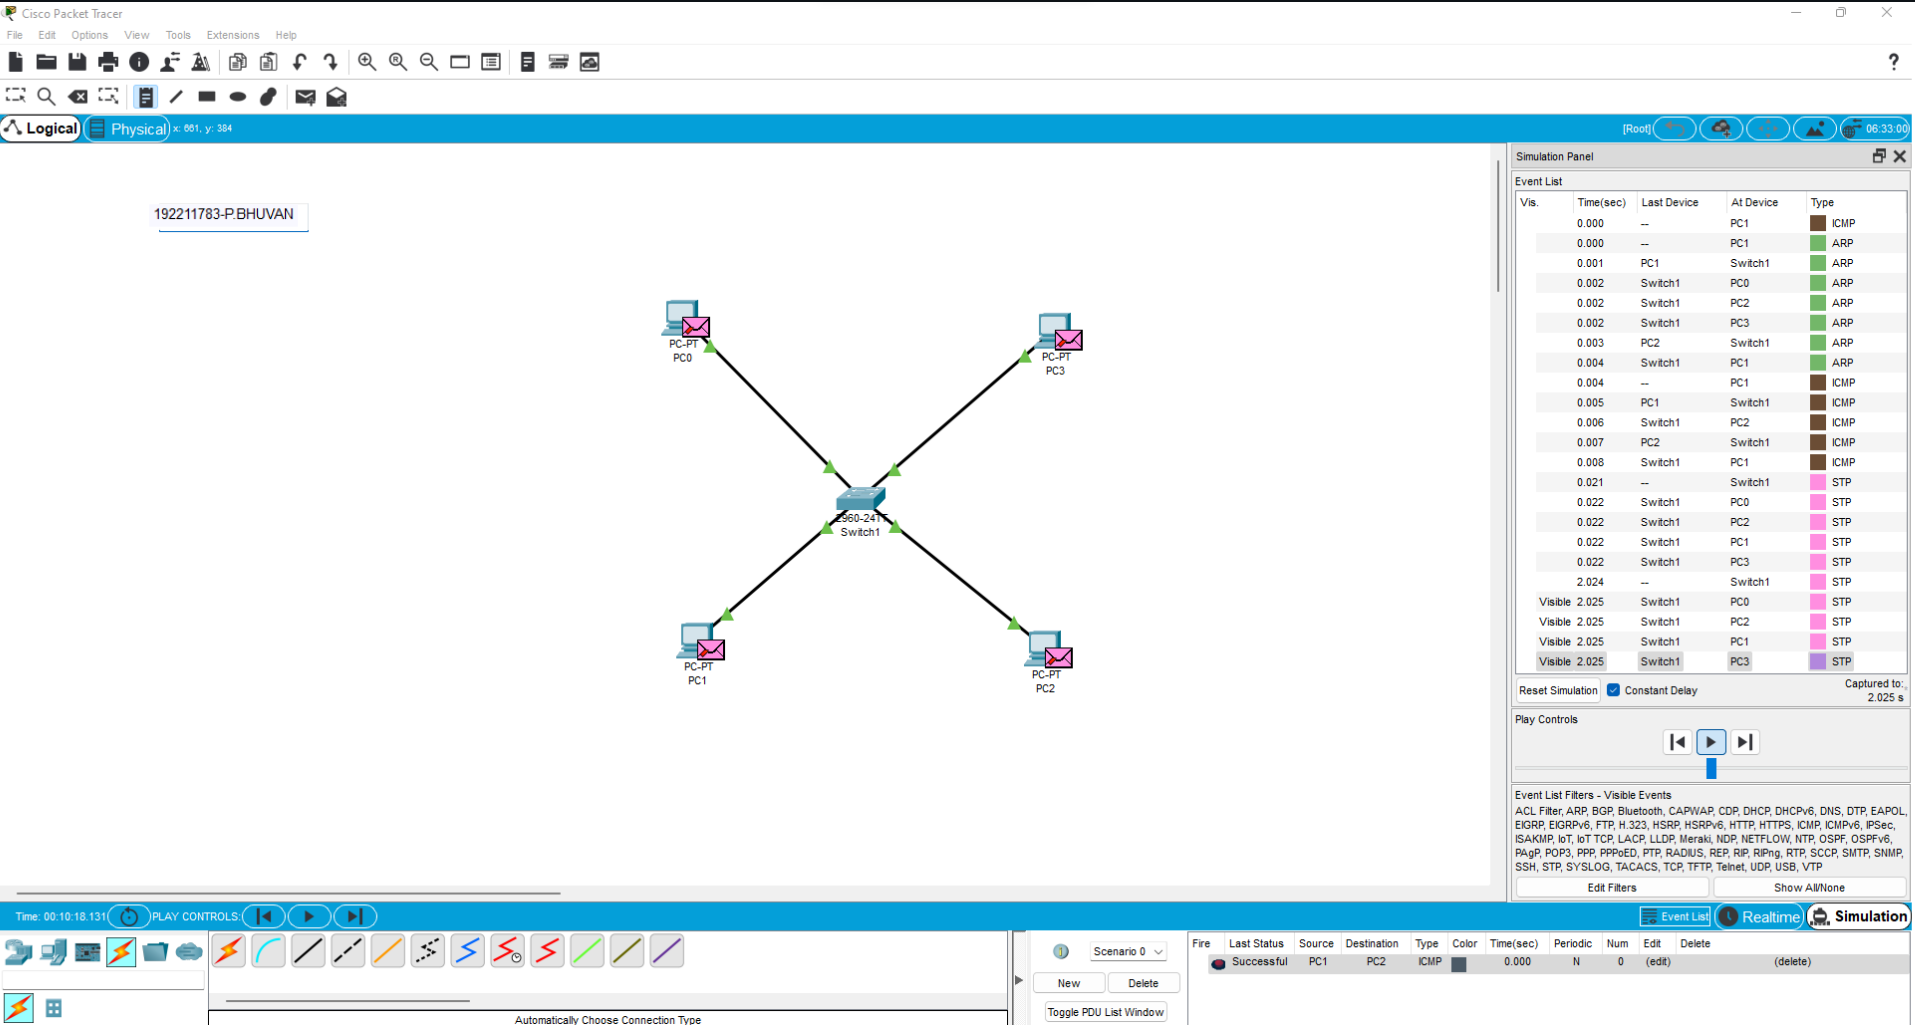 Cisco Packet Tracer
File Edit Options View Tools Extensions Help
?
Logical Physical x: 661, y: 384 [Root] 06:33:00
192211783-P.BHUVAN
PC-PT
PC0
PC-PT
PC3
2960-24TT
Switch1
PC-PT
PC1
PC-PT
PC2
Simulation Panel
Event List
Vis. Time(sec) Last Device At Device Type
0.000 -- PC1 ICMP
0.000 -- PC1 ARP
0.001 PC1 Switch1 ARP
0.002 Switch1 PC0 ARP
0.002 Switch1 PC2 ARP
0.002 Switch1 PC3 ARP
0.003 PC2 Switch1 ARP
0.004 Switch1 PC1 ARP
0.004 -- PC1 ICMP
0.005 PC1 Switch1 ICMP
0.006 Switch1 PC2 ICMP
0.007 PC2 Switch1 ICMP
0.008 Switch1 PC1 ICMP
0.021 -- Switch1 STP
0.022 Switch1 PC0 STP
0.022 Switch1 PC2 STP
0.022 Switch1 PC1 STP
0.022 Switch1 PC3 STP
2.024 -- Switch1 STP
Visible 2.025 Switch1 PC0 STP
Visible 2.025 Switch1 PC2 STP
Visible 2.025 Switch1 PC1 STP
Visible 2.025 Switch1 PC3 STP
Reset Simulation Constant Delay Captured to:
2.025 s
Play Controls
Event List Filters - Visible Events
ACL Filter, ARP, BGP, Bluetooth, CAPWAP, CDP, DHCP, DHCPv6, DNS, DTP, EAPOL,
EIGRP, EIGRPv6, FTP, H.323, HSRP, HSRPv6, HTTP, HTTPS, ICMP, ICMPv6, IPSec,
ISAKMP, IoT, IoT TCP, LACP, LLDP, Meraki, NDP, NETFLOW, NTP, OSPF, OSPFv6,
PAgP, POP3, PPP, PPPoED, PTP, RADIUS, REP, RIP, RIPng, RTP, SCCP, SMTP, SNMP,
SSH, STP, SYSLOG, TACACS, TCP, TFTP, Telnet, UDP, USB, VTP
Edit Filters Show All/None
Time: 00:10:18.131 PLAY CONTROLS: Event List Realtime Simulation
Scenario 0
New Delete
Toggle PDU List Window
Fire Last Status Source Destination Type Color Time(sec) Periodic Num Edit Delete
Successful PC1 PC2 ICMP 0.000 N 0 (edit) (delete)
Automatically Choose Connection Type